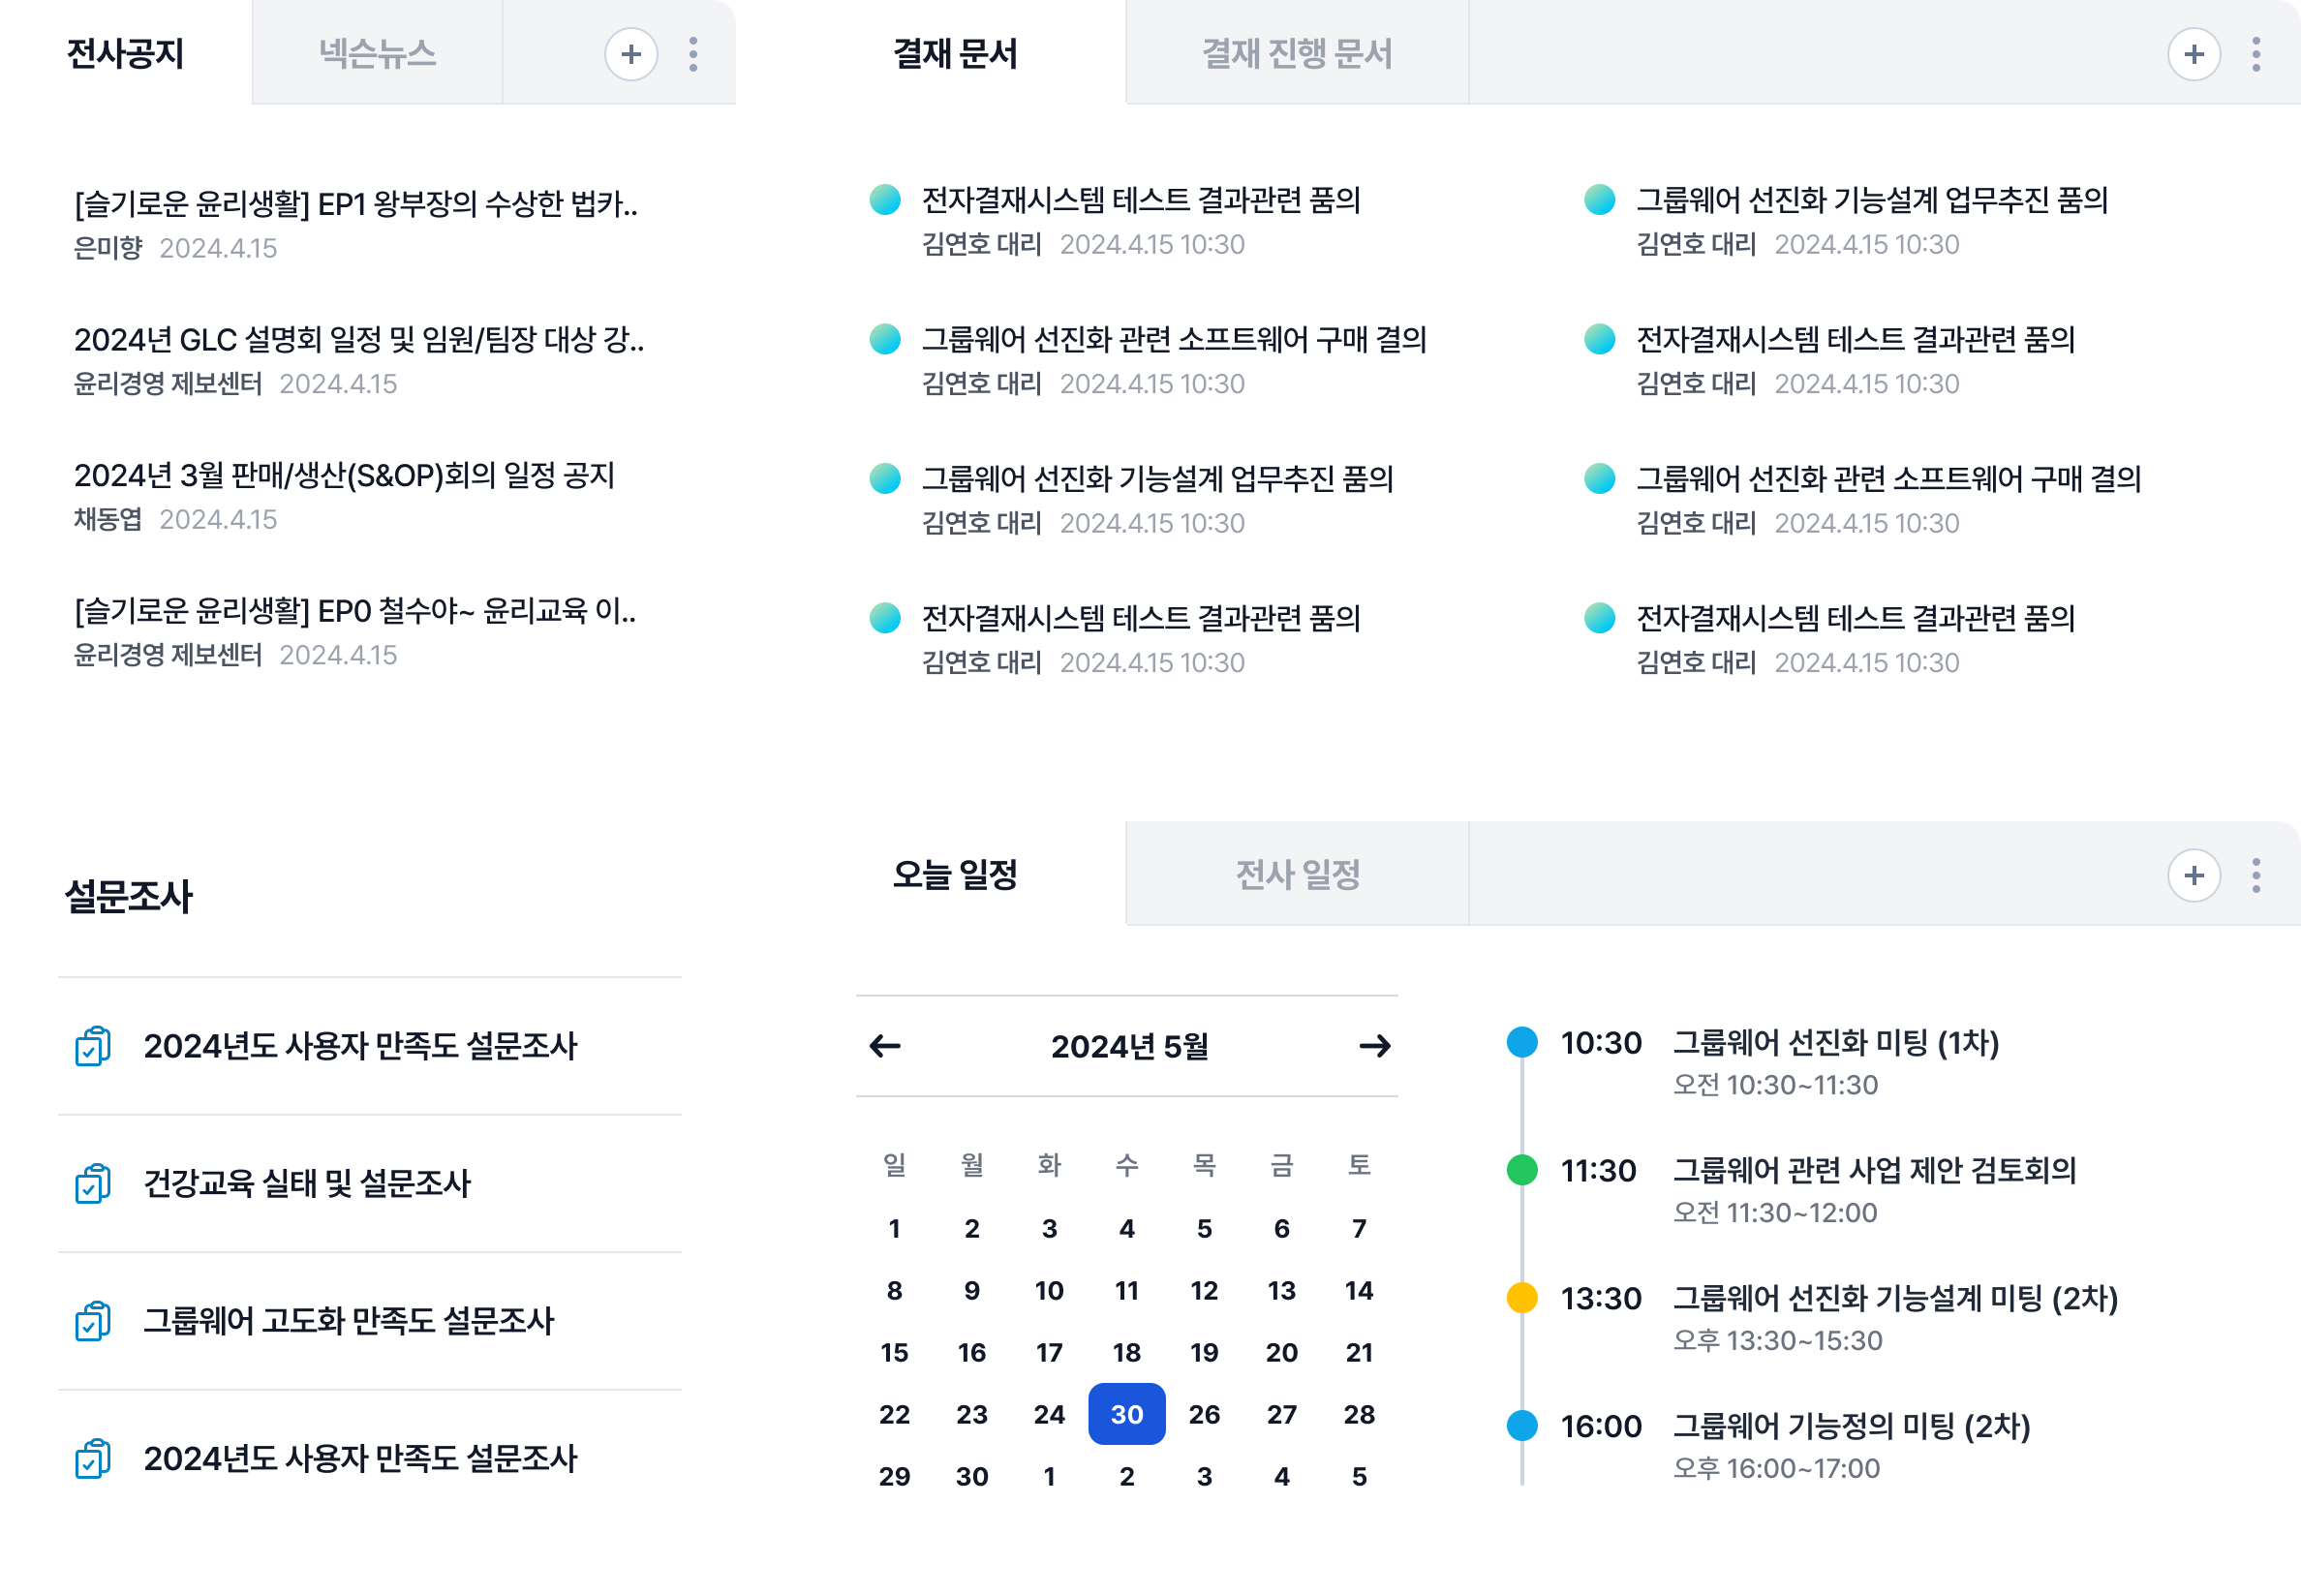 전사공지
넥슨뉴스
[슬기로운 윤리생활] EP1 왕부장의 수상한 법카..
은미향 2024.4.15
2024년 GLC 설명회 일정 및 임원/팀장 대상 강..
윤리경영 제보센터 2024.4.15
2024년 3월 판매/생산(S&OP)회의 일정 공지
채동엽 2024.4.15
[슬기로운 윤리생활] EP0 철수야~ 윤리교육 이..
윤리경영 제보센터 2024.4.15
결재 문서
결재 진행 문서
전자결재시스템 테스트 결과관련 품의
김연호 대리 2024.4.15 10:30
그룹웨어 선진화 관련 소프트웨어 구매 결의
김연호 대리 2024.4.15 10:30
그룹웨어 선진화 기능설계 업무추진 품의
김연호 대리 2024.4.15 10:30
전자결재시스템 테스트 결과관련 품의
김연호 대리 2024.4.15 10:30
그룹웨어 선진화 기능설계 업무추진 품의
김연호 대리 2024.4.15 10:30
전자결재시스템 테스트 결과관련 품의
김연호 대리 2024.4.15 10:30
그룹웨어 선진화 관련 소프트웨어 구매 결의
김연호 대리 2024.4.15 10:30
전자결재시스템 테스트 결과관련 품의
김연호 대리 2024.4.15 10:30
설문조사
2024년도 사용자 만족도 설문조사
건강교육 실태 및 설문조사
그룹웨어 고도화 만족도 설문조사
2024년도 사용자 만족도 설문조사
오늘 일정
전사 일정
2024년 5월
일 월 화 수 목 금 토
1 2 3 4 5 6 7
8 9 10 11 12 13 14
15 16 17 18 19 20 21
22 23 24 30 26 27 28
29 30 1 2 3 4 5
10:30 그룹웨어 선진화 미팅 (1차)
오전 10:30~11:30
11:30 그룹웨어 관련 사업 제안 검토회의
오전 11:30~12:00
13:30 그룹웨어 선진화 기능설계 미팅 (2차)
오후 13:30~15:30
16:00 그룹웨어 기능정의 미팅 (2차)
오후 16:00~17:00